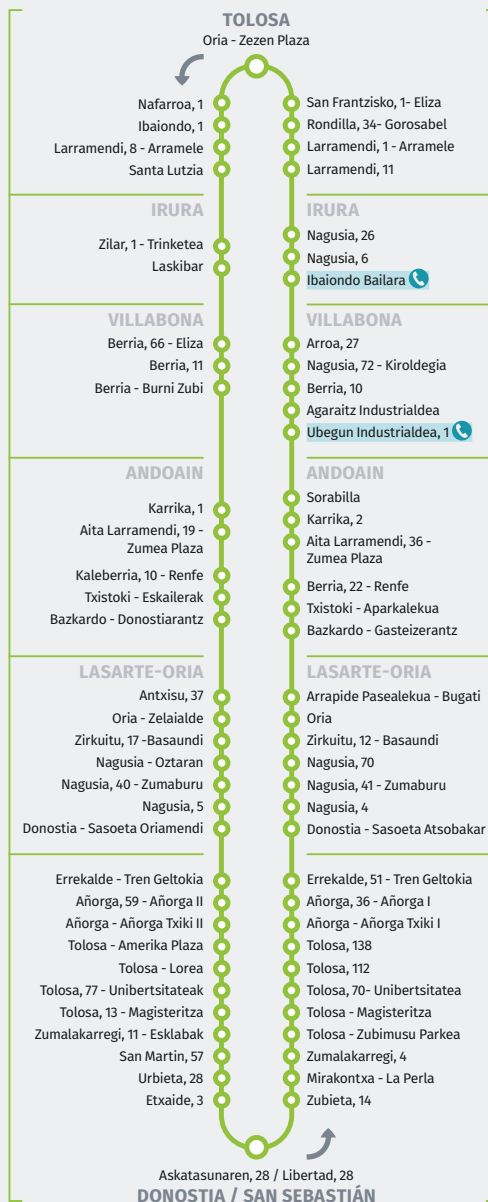 TOLOSA
Oria - Zezen Plaza
Nafarroa, 1
Ibaiondo, 1
Larramendi, 8 - Arramele
Santa Lutzia
IRURA
Zilar, 1 - Trinketea
Laskibar
VILLABONA
Berria, 66 - Eliza
Berria, 11
Berria - Burni Zubi
ANDOAIN
Karrika, 1
Aita Larramendi, 19 -
Zumea Plaza
Kaleberria, 10 - Renfe
Txistoki - Eskailerak
Bazkardo - Donostiarantz
LASARTE-ORIA
Antxisu, 37
Oria - Zelaialde
Zirkuitu, 17 -Basaundi
Nagusia - Oztaran
Nagusia, 40 - Zumaburu
Nagusia, 5
Donostia - Sasoeta Oriamendi
Errekalde - Tren Geltokia
Añorga, 59 - Añorga II
Añorga - Añorga Txiki II
Tolosa - Amerika Plaza
Tolosa - Lorea
Tolosa, 77 - Unibertsitateak
Tolosa, 13 - Magisteritza
Zumalakarregi, 11 - Esklabak
San Martin, 57
Urbieta, 28
Etxaide, 3
San Frantzisko, 1- Eliza
Rondilla, 34- Gorosabel
Larramendi, 1 - Arramele
Larramendi, 11
IRURA
Nagusia, 26
Nagusia, 6
Ibaiondo Bailara
VILLABONA
Arroa, 27
Nagusia, 72 - Kiroldegia
Berria, 10
Agaraitz Industrialdea
Ubegun Industrialdea, 1
ANDOAIN
Sorabilla
Karrika, 2
Aita Larramendi, 36 -
Zumea Plaza
Berria, 22 - Renfe
Txistoki - Aparkalekua
Bazkardo - Gasteizerantz
LASARTE-ORIA
Arrapide Pasealekua - Bugati
Oria
Zirkuitu, 12 - Basaundi
Nagusia, 70
Nagusia, 41 - Zumaburu
Nagusia, 4
Donostia - Sasoeta Atsobakar
Errekalde, 51 - Tren Geltokia
Añorga, 36 - Añorga I
Añorga - Añorga Txiki I
Tolosa, 138
Tolosa, 112
Tolosa, 70- Unibertsitatea
Tolosa - Magisteritza
Tolosa - Zubimusu Parkea
Zumalakarregi, 4
Mirakontxa - La Perla
Zubieta, 14
Askatasunaren, 28 / Libertad, 28
DONOSTIA / SAN SEBASTIÁN